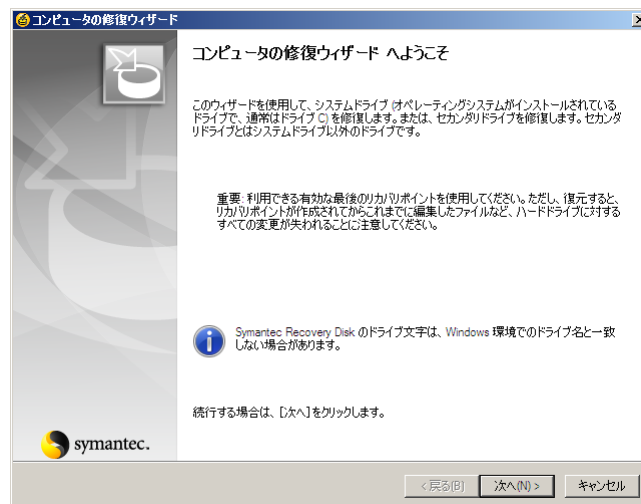 コンピュータの修復ウィザード
コンピュータの修復ウィザード へようこそ
このウィザードを使用して、システムドライブ (オペレーティングシステムがインストールされている
ドライブで、通常はドライブ C) を修復します。または、セカンダリドライブを修復します。セカンダ
リドライブとはシステムドライブ以外のドライブです。
重要: 利用できる有効な最後のリカバリポイントを使用してください。ただし、復元すると、
リカバリポイントが作成されてからこれまでに編集したファイルなど、ハードドライブに対する
すべての変更が失われることに注意してください。
Symantec Recovery Disk のドライブ文字は、Windows 環境でのドライブ名と一致
しない場合があります。
続行する場合は、[次へ] をクリックします。
symantec.
< 戻る(B) 次へ(N) > キャンセル